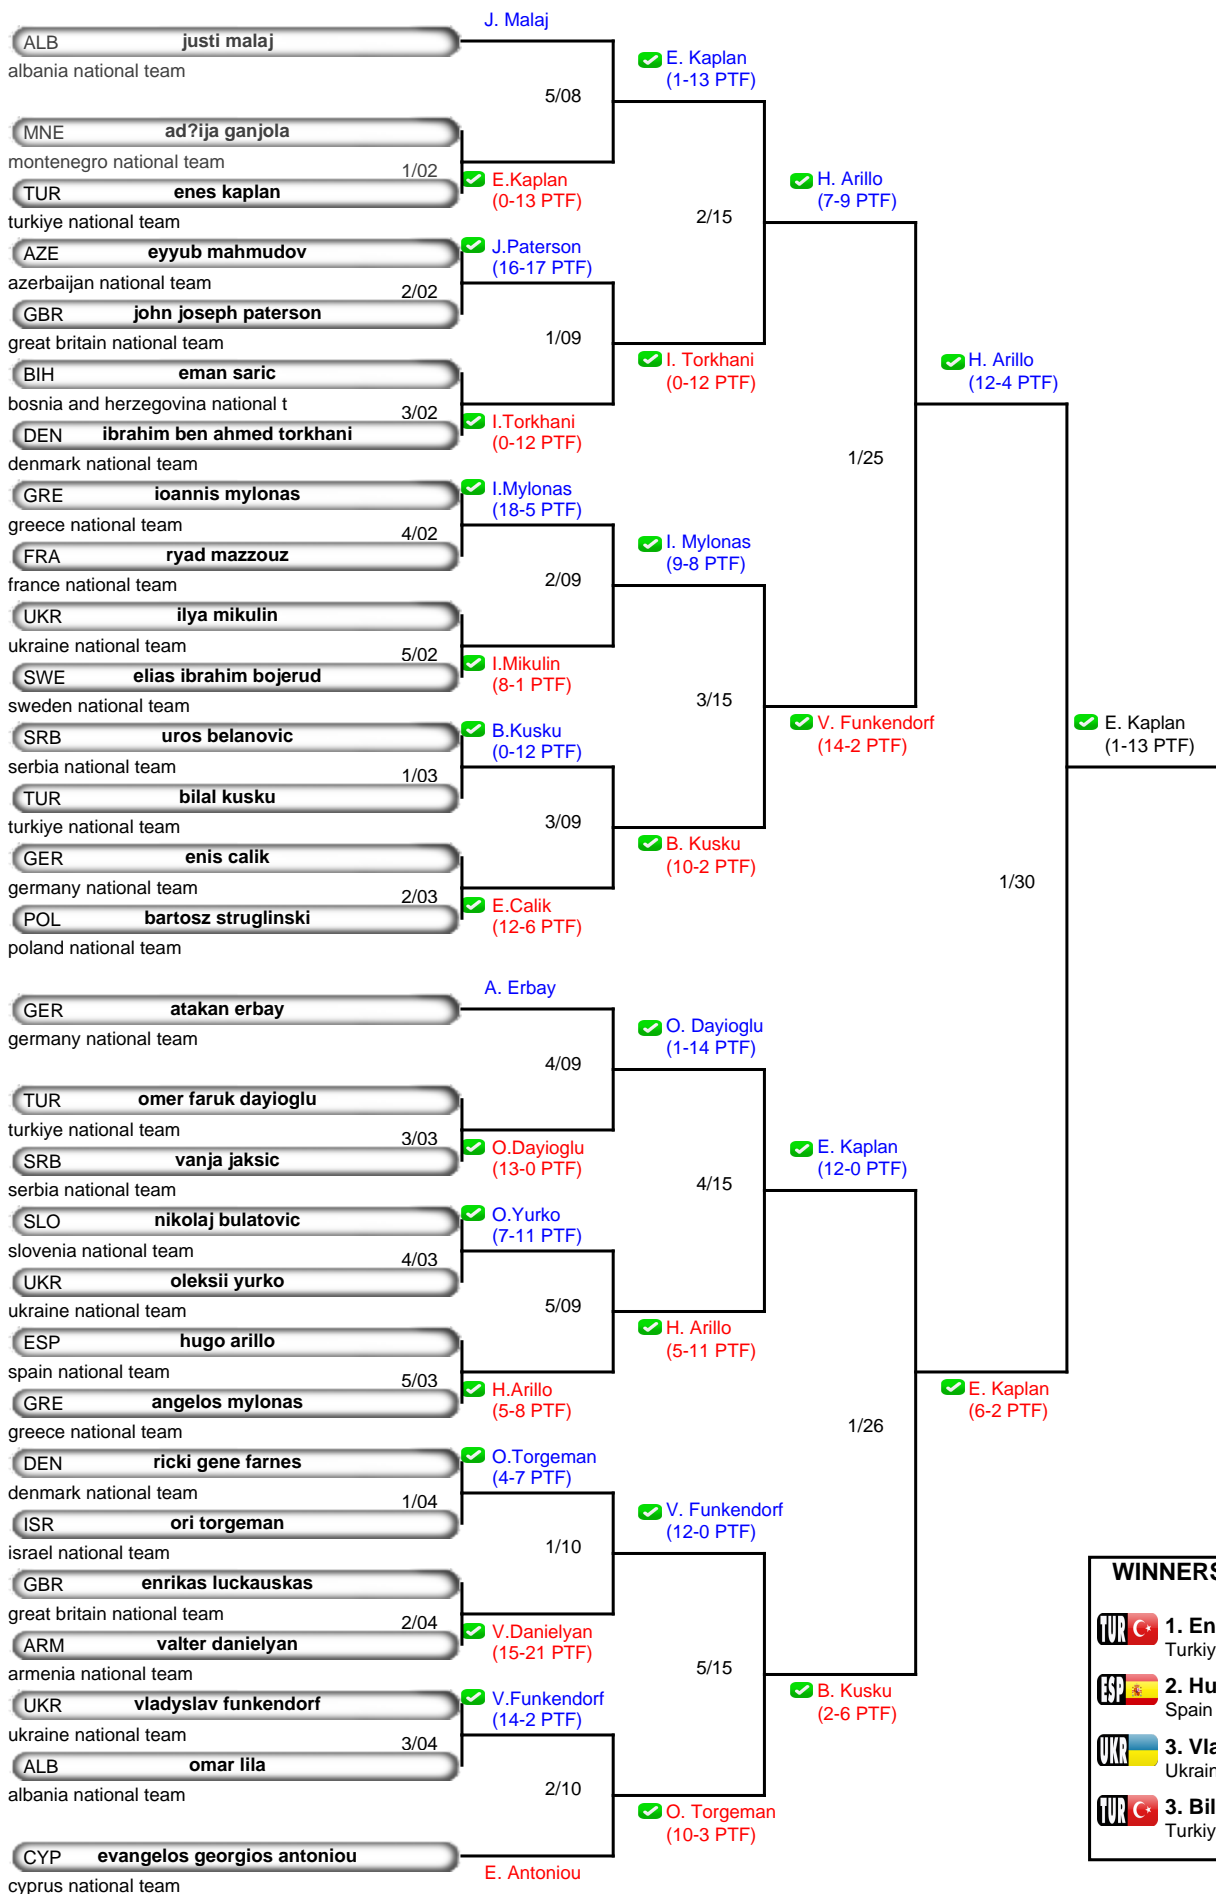 J. Malaj
ALB justi malaj
albania national team
E. Kaplan
(1-13 PTF)
5/08
MNE ad?ija ganjola
montenegro national team
1/02
TUR enes kaplan
turkiye national team
E.Kaplan
(0-13 PTF)
H. Arillo
(7-9 PTF)
2/15
AZE eyyub mahmudov
azerbaijan national team
J.Paterson
(16-17 PTF)
2/02
GBR john joseph paterson
great britain national team
1/09
I. Torkhani
(0-12 PTF)
H. Arillo
(12-4 PTF)
BIH eman saric
bosnia and herzegovina national t
3/02
DEN ibrahim ben ahmed torkhani
denmark national team
I.Torkhani
(0-12 PTF)
1/25
GRE ioannis mylonas
greece national team
I.Mylonas
(18-5 PTF)
4/02
FRA ryad mazzouz
france national team
I. Mylonas
(9-8 PTF)
2/09
UKR ilya mikulin
ukraine national team
5/02
SWE elias ibrahim bojerud
sweden national team
I.Mikulin
(8-1 PTF)
3/15
V. Funkendorf
(14-2 PTF)
E. Kaplan
(1-13 PTF)
SRB uros belanovic
serbia national team
B.Kusku
(0-12 PTF)
1/03
TUR bilal kusku
turkiye national team
3/09
B. Kusku
(10-2 PTF)
GER enis calik
germany national team
2/03
POL bartosz struglinski
poland national team
E.Calik
(12-6 PTF)
1/30
A. Erbay
GER atakan erbay
germany national team
O. Dayioglu
(1-14 PTF)
4/09
TUR omer faruk dayioglu
turkiye national team
3/03
SRB vanja jaksic
serbia national team
O.Dayioglu
(13-0 PTF)
E. Kaplan
(12-0 PTF)
4/15
SLO nikolaj bulatovic
slovenia national team
O.Yurko
(7-11 PTF)
4/03
UKR oleksii yurko
ukraine national team
5/09
H. Arillo
(5-11 PTF)
ESP hugo arillo
spain national team
5/03
GRE angelos mylonas
greece national team
H.Arillo
(5-8 PTF)
E. Kaplan
(6-2 PTF)
1/26
DEN ricki gene farnes
denmark national team
O.Torgeman
(4-7 PTF)
1/04
ISR ori torgeman
israel national team
V. Funkendorf
(12-0 PTF)
1/10
GBR enrikas luckauskas
great britain national team
2/04
ARM valter danielyan
armenia national team
V.Danielyan
(15-21 PTF)
5/15
B. Kusku
(2-6 PTF)
UKR vladyslav funkendorf
ukraine national team
V.Funkendorf
(14-2 PTF)
3/04
ALB omar lila
albania national team
2/10
O. Torgeman
(10-3 PTF)
CYP evangelos georgios antoniou
cyprus national team
E. Antoniou
WINNERS
TUR 1. En
Turkiy
ESP 2. Hu
Spain
UKR 3. Vla
Ukrain
TUR 3. Bil
Turkiy